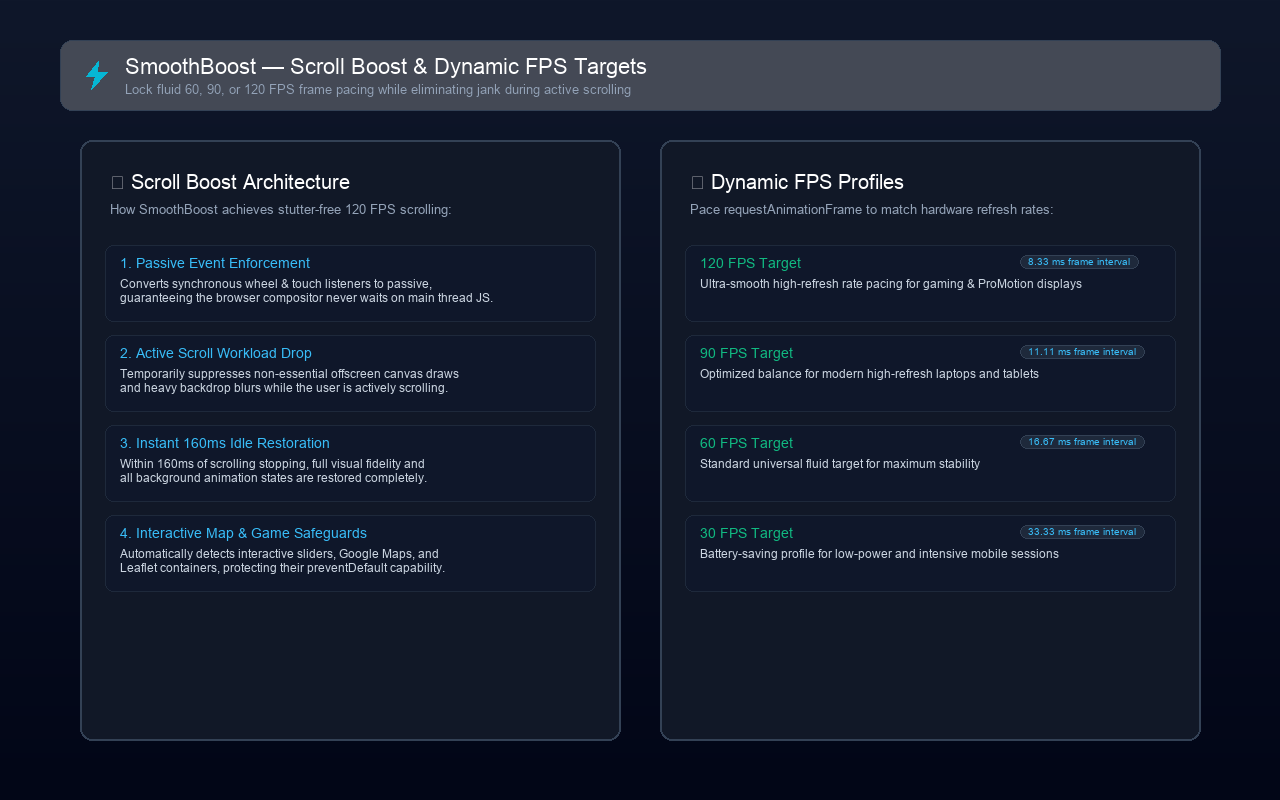 SmoothBoost — Scroll Boost & Dynamic FPS Targets
Lock fluid 60, 90, or 120 FPS frame pacing while eliminating jank during active scrolling
Scroll Boost Architecture
How SmoothBoost achieves stutter-free 120 FPS scrolling:
1. Passive Event Enforcement
Converts synchronous wheel & touch listeners to passive,
guaranteeing the browser compositor never waits on main thread JS.
2. Active Scroll Workload Drop
Temporarily suppresses non-essential offscreen canvas draws
and heavy backdrop blurs while the user is actively scrolling.
3. Instant 160ms Idle Restoration
Within 160ms of scrolling stopping, full visual fidelity and
all background animation states are restored completely.
4. Interactive Map & Game Safeguards
Automatically detects interactive sliders, Google Maps, and
Leaflet containers, protecting their preventDefault capability.
Dynamic FPS Profiles
Pace requestAnimationFrame to match hardware refresh rates:
120 FPS Target
8.33 ms frame interval
Ultra-smooth high-refresh rate pacing for gaming & ProMotion displays
90 FPS Target
11.11 ms frame interval
Optimized balance for modern high-refresh laptops and tablets
60 FPS Target
16.67 ms frame interval
Standard universal fluid target for maximum stability
30 FPS Target
33.33 ms frame interval
Battery-saving profile for low-power and intensive mobile sessions